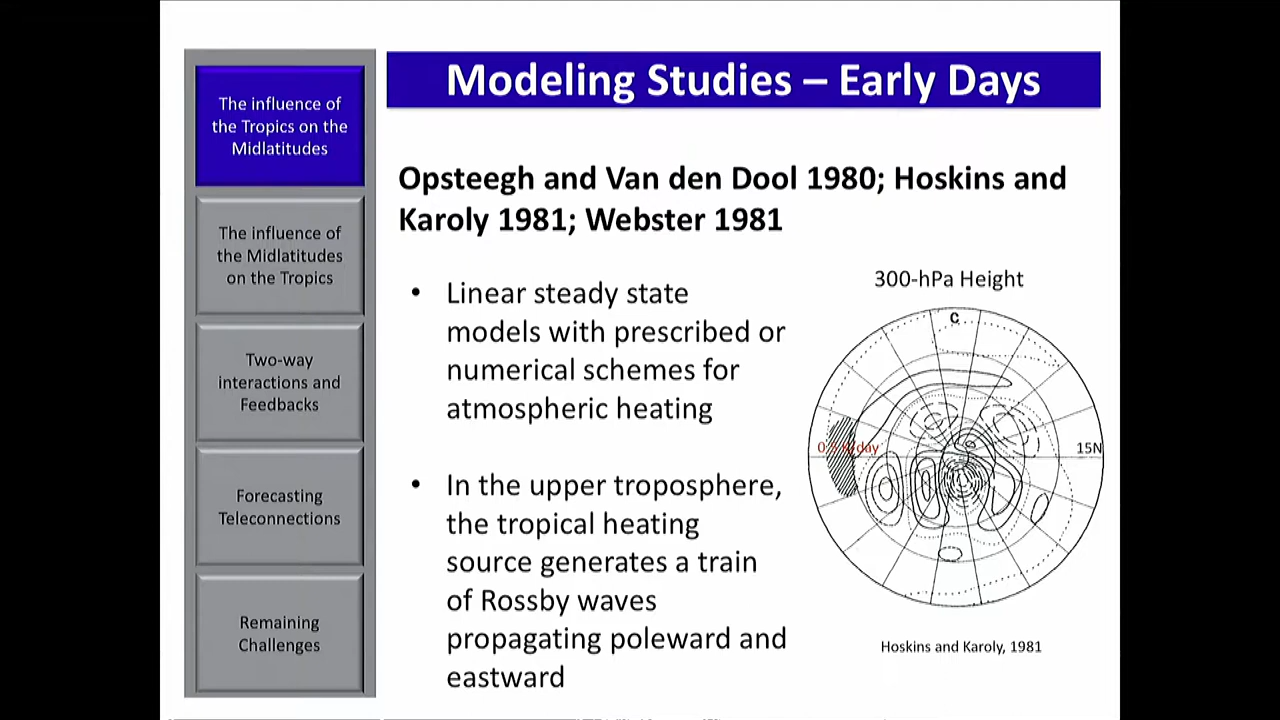 Modeling Studies – Early Days
The influence of
the Tropics on the
Midlatitudes
The influence of
the Midlatitudes
on the Tropics
Two-way
interactions and
Feedbacks
Forecasting
Teleconnections
Remaining
Challenges
Opsteegh and Van den Dool 1980; Hoskins and
Karoly 1981; Webster 1981
• Linear steady state
models with prescribed or
numerical schemes for
atmospheric heating
• In the upper troposphere,
the tropical heating
source generates a train
of Rossby waves
propagating poleward and
eastward
300-hPa Height
C
15N
Hoskins and Karoly, 1981